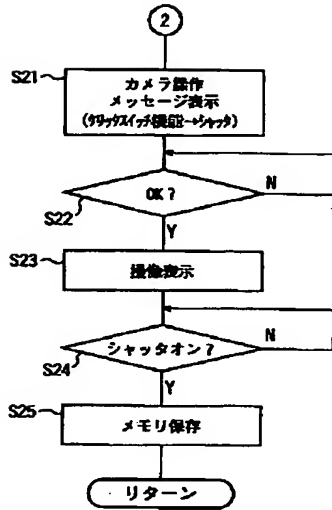 2
S21
カメラ操作
メッセージ表示
(クリックスイッチ機能→シャッタ)
OK?
N
S22
Y
S23
撮像表示
シャッタオン?
N
S24
Y
S25
メモリ保存
リターン